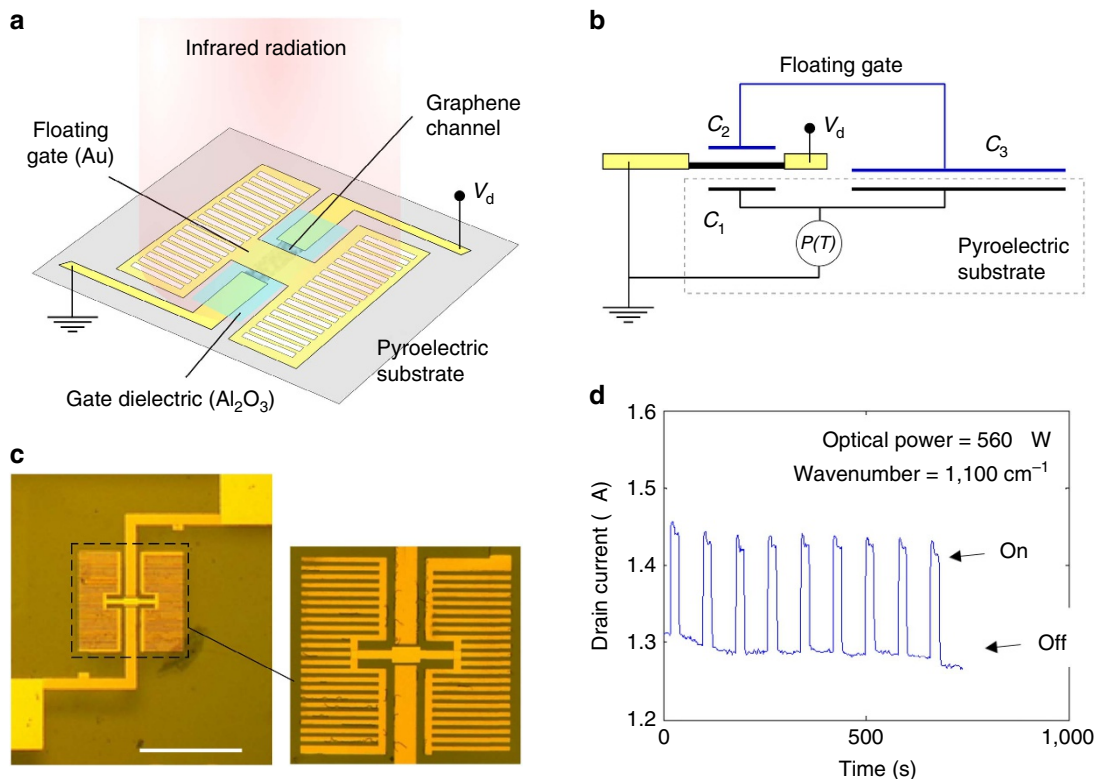 a
Infrared radiation
Graphene
channel
Floating
gate (Au)
Vd
Pyroelectric
substrate
Gate dielectric (Al2O3)
b
Floating gate
C2
Vd
C3
C1
P(T)
Pyroelectric
substrate
c
d
1.6
1.5
1.4
1.3
1.2
Drain current ( A)
Optical power = 560 W
Wavenumber = 1,100 cm–1
On
Off
0
500
1,000
Time (s)